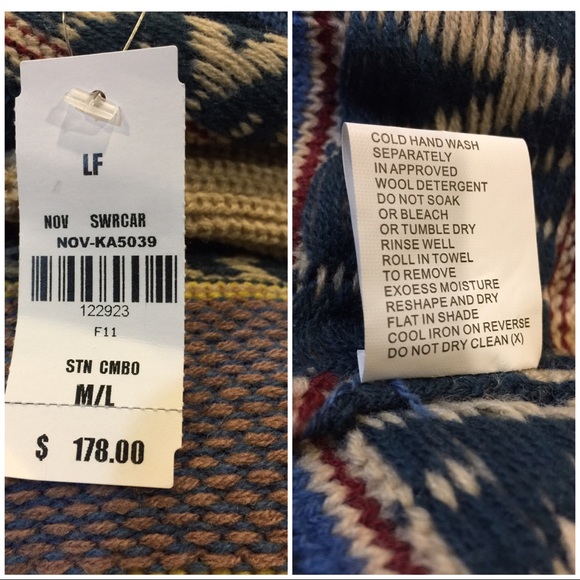 LF
NOV SWRCAR
NOV-KA5039
122923
F11
STN CMBO
M/L
$ 178.00
COLD HAND WASH
SEPARATELY
IN APPROVED
WOOL DETERGENT
DO NOT SOAK
OR BLEACH
OR TUMBLE DRY
RINSE WELL
ROLL IN TOWEL
TO REMOVE
EXOESS MOISTURE
RESHAPE AND DRY
FLAT IN SHADE
COOL IRON ON REVERSE
DO NOT DRY CLEAN (X)